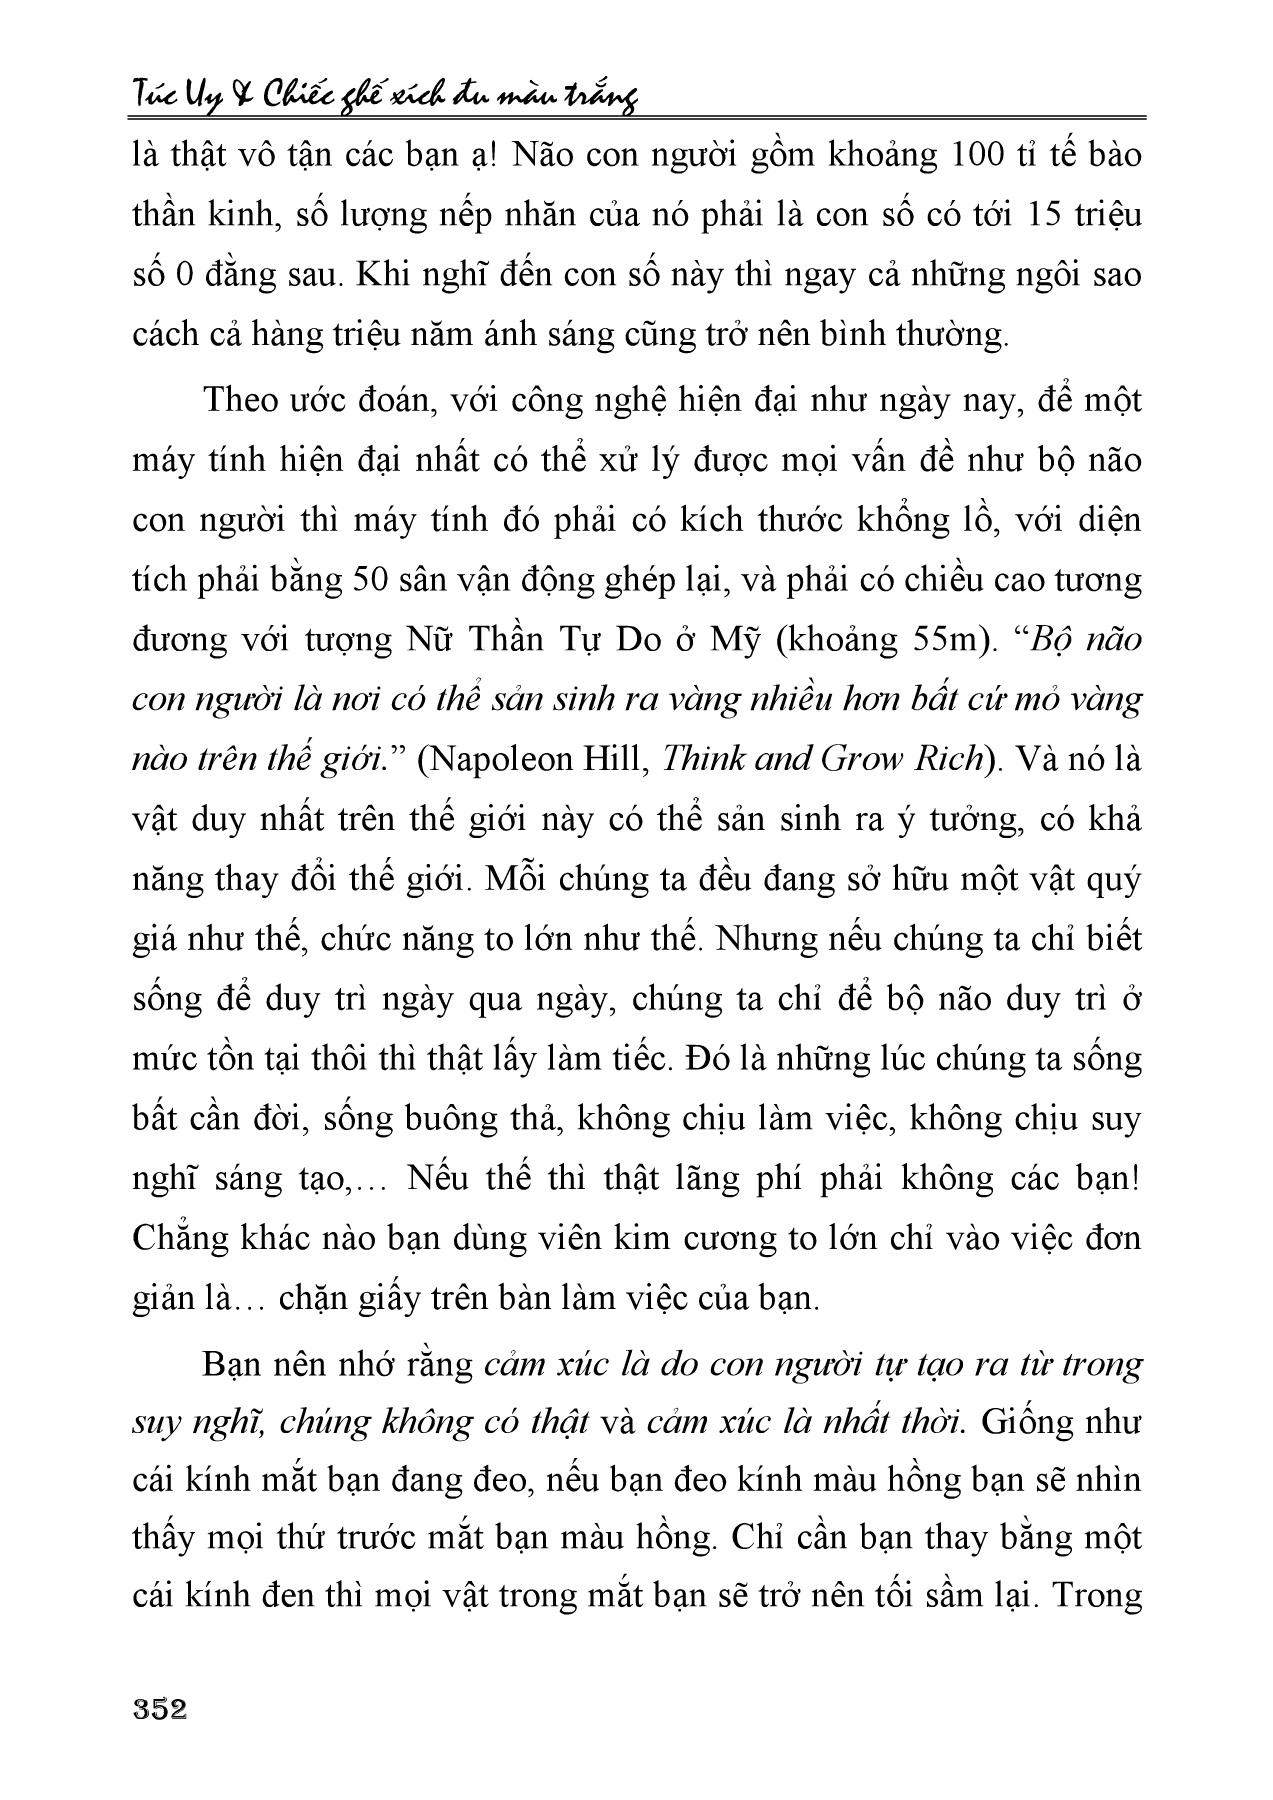 Túc Uy & Chiếc ghế xích đu màu trắng
là thật vô tận các bạn ạ! Não con người gồm khoảng 100 tỉ tế bào
thần kinh, số lượng nếp nhăn của nó phải là con số có tới 15 triệu
số 0 đằng sau. Khi nghĩ đến con số này thì ngay cả những ngôi sao
cách cả hàng triệu năm ánh sáng cũng trở nên bình thường.
Theo ước đoán, với công nghệ hiện đại như ngày nay, để một
máy tính hiện đại nhất có thể xử lý được mọi vấn đề như bộ não
con người thì máy tính đó phải có kích thước khổng lồ, với diện
tích phải bằng 50 sân vận động ghép lại, và phải có chiều cao tương
đương với tượng Nữ Thần Tự Do ở Mỹ (khoảng 55m). “Bộ não
con người là nơi có thể sản sinh ra vàng nhiều hơn bất cứ mỏ vàng
nào trên thế giới.” (Napoleon Hill, Think and Grow Rich). Và nó là
vật duy nhất trên thế giới này có thể sản sinh ra ý tưởng, có khả
năng thay đổi thế giới. Mỗi chúng ta đều đang sở hữu một vật quý
giá như thế, chức năng to lớn như thế. Nhưng nếu chúng ta chỉ biết
sống để duy trì ngày qua ngày, chúng ta chỉ để bộ não duy trì ở
mức tồn tại thôi thì thật lấy làm tiếc. Đó là những lúc chúng ta sống
bất cần đời, sống buông thả, không chịu làm việc, không chịu suy
nghĩ sáng tạo,… Nếu thế thì thật lãng phí phải không các bạn!
Chẳng khác nào bạn dùng viên kim cương to lớn chỉ vào việc đơn
giản là… chặn giấy trên bàn làm việc của bạn.
Bạn nên nhớ rằng cảm xúc là do con người tự tạo ra từ trong
suy nghĩ, chúng không có thật và cảm xúc là nhất thời. Giống như
cái kính mắt bạn đang đeo, nếu bạn đeo kính màu hồng bạn sẽ nhìn
thấy mọi thứ trước mắt bạn màu hồng. Chỉ cần bạn thay bằng một
cái kính đen thì mọi vật trong mắt bạn sẽ trở nên tối sầm lại. Trong
352